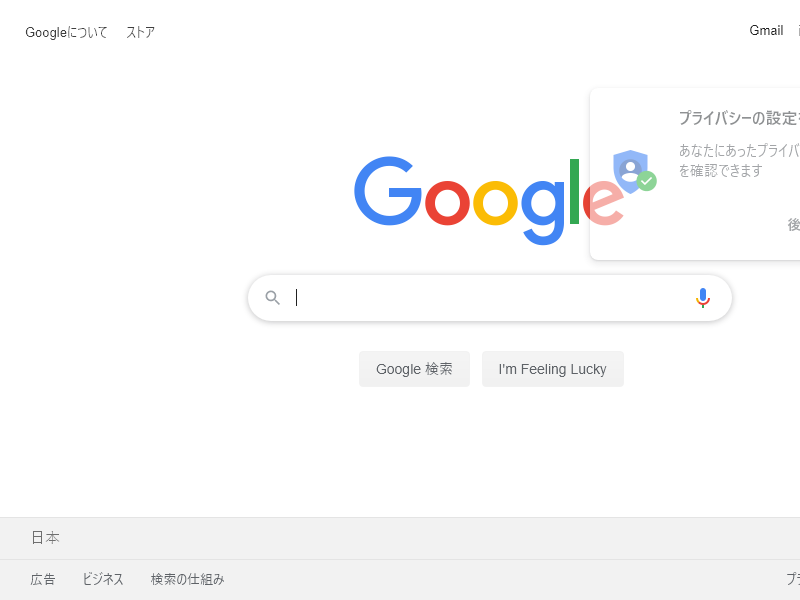 Googleについて ストア Gmail
プライバシーの設定
あなたにあったプライバ
を確認できます
Google
後
Google 検索 I'm Feeling Lucky
日本
広告 ビジネス 検索の仕組み プラ